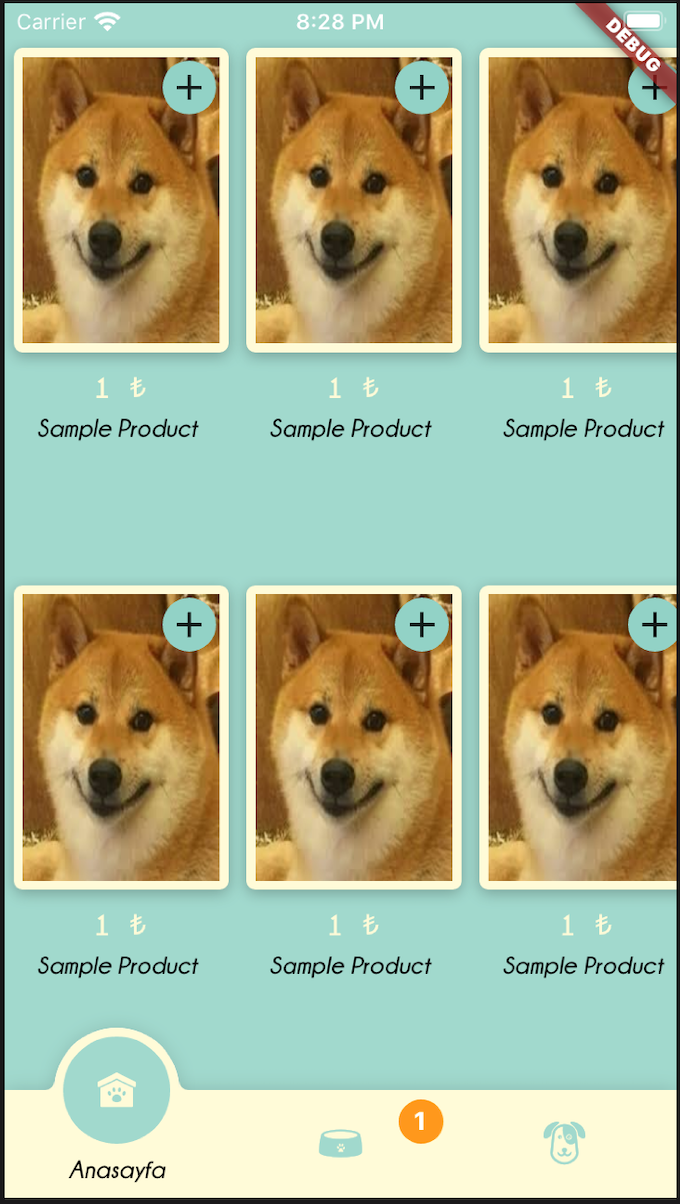 Carrier 8:28 PM
DEBUG
1 ₺ 1 ₺ 1 ₺
Sample Product Sample Product Sample Product
1 ₺ 1 ₺ 1 ₺
Sample Product Sample Product Sample Product
1
Anasayfa